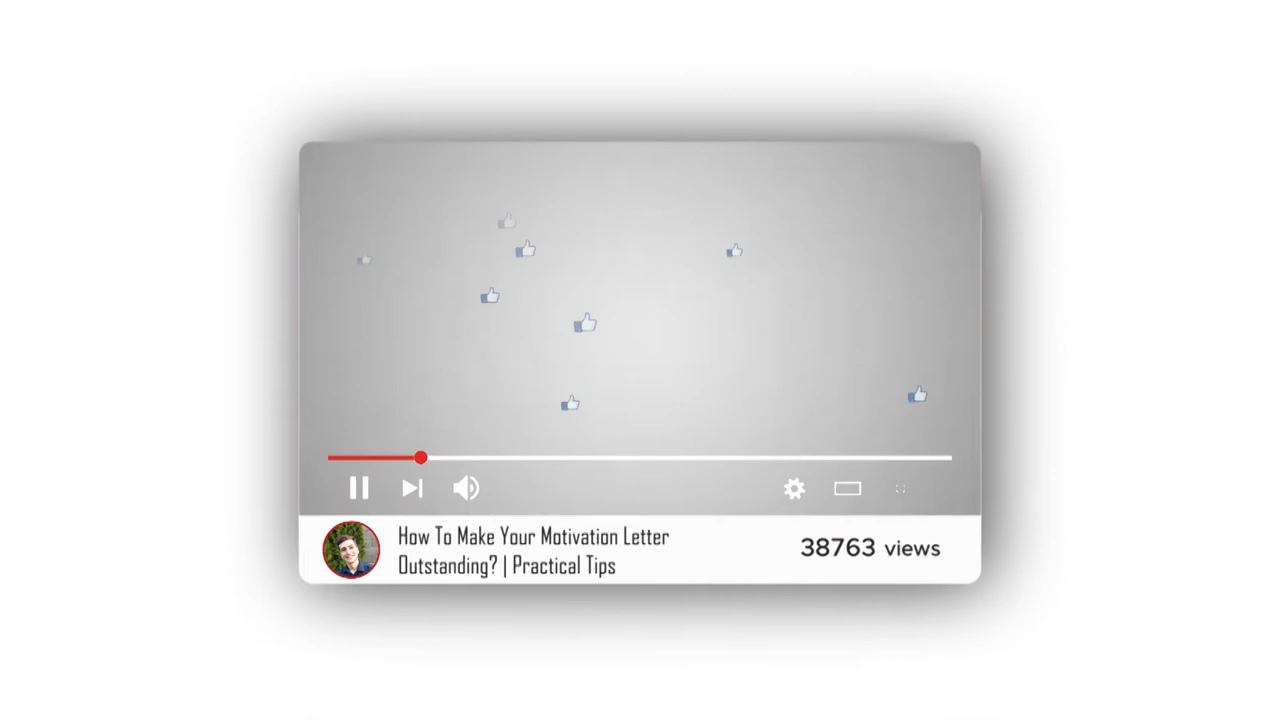 How To Make Your Motivation Letter
Outstanding? | Practical Tips
38763 views